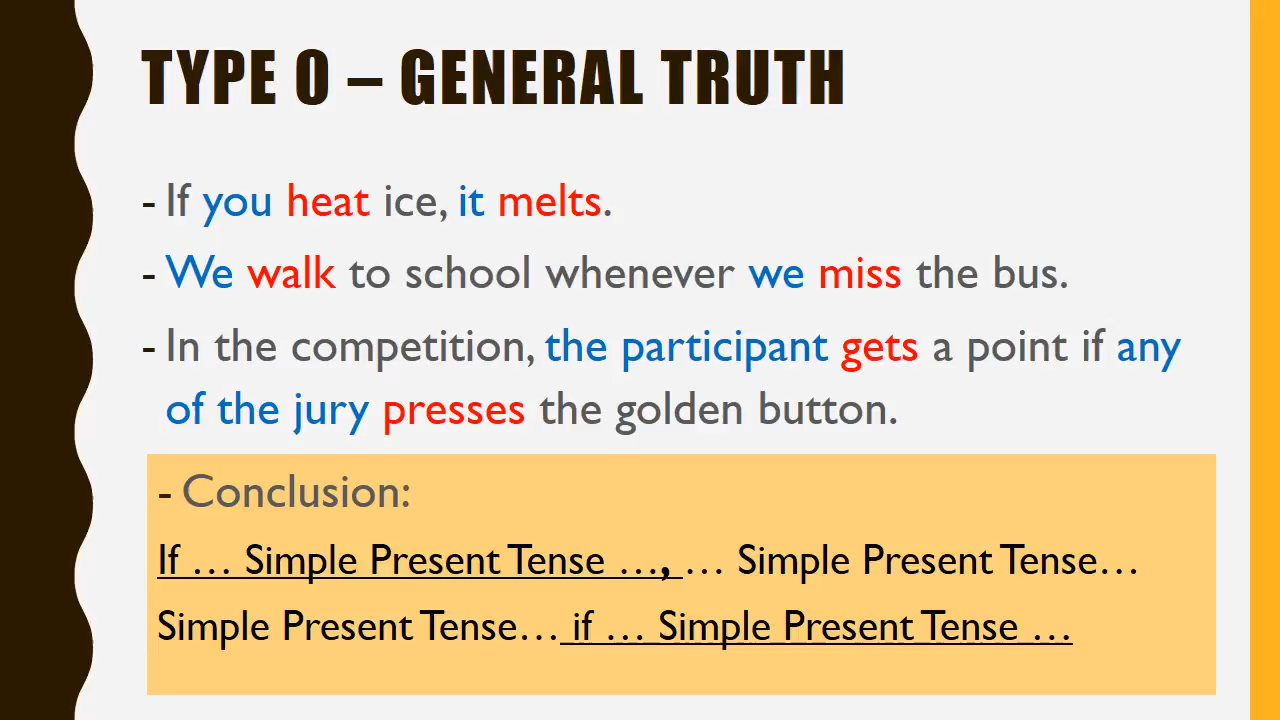 TYPE 0 – GENERAL TRUTH
- If you heat ice, it melts.
- We walk to school whenever we miss the bus.
- In the competition, the participant gets a point if any
of the jury presses the golden button.
- Conclusion:
If … Simple Present Tense …, … Simple Present Tense…
Simple Present Tense… if … Simple Present Tense …